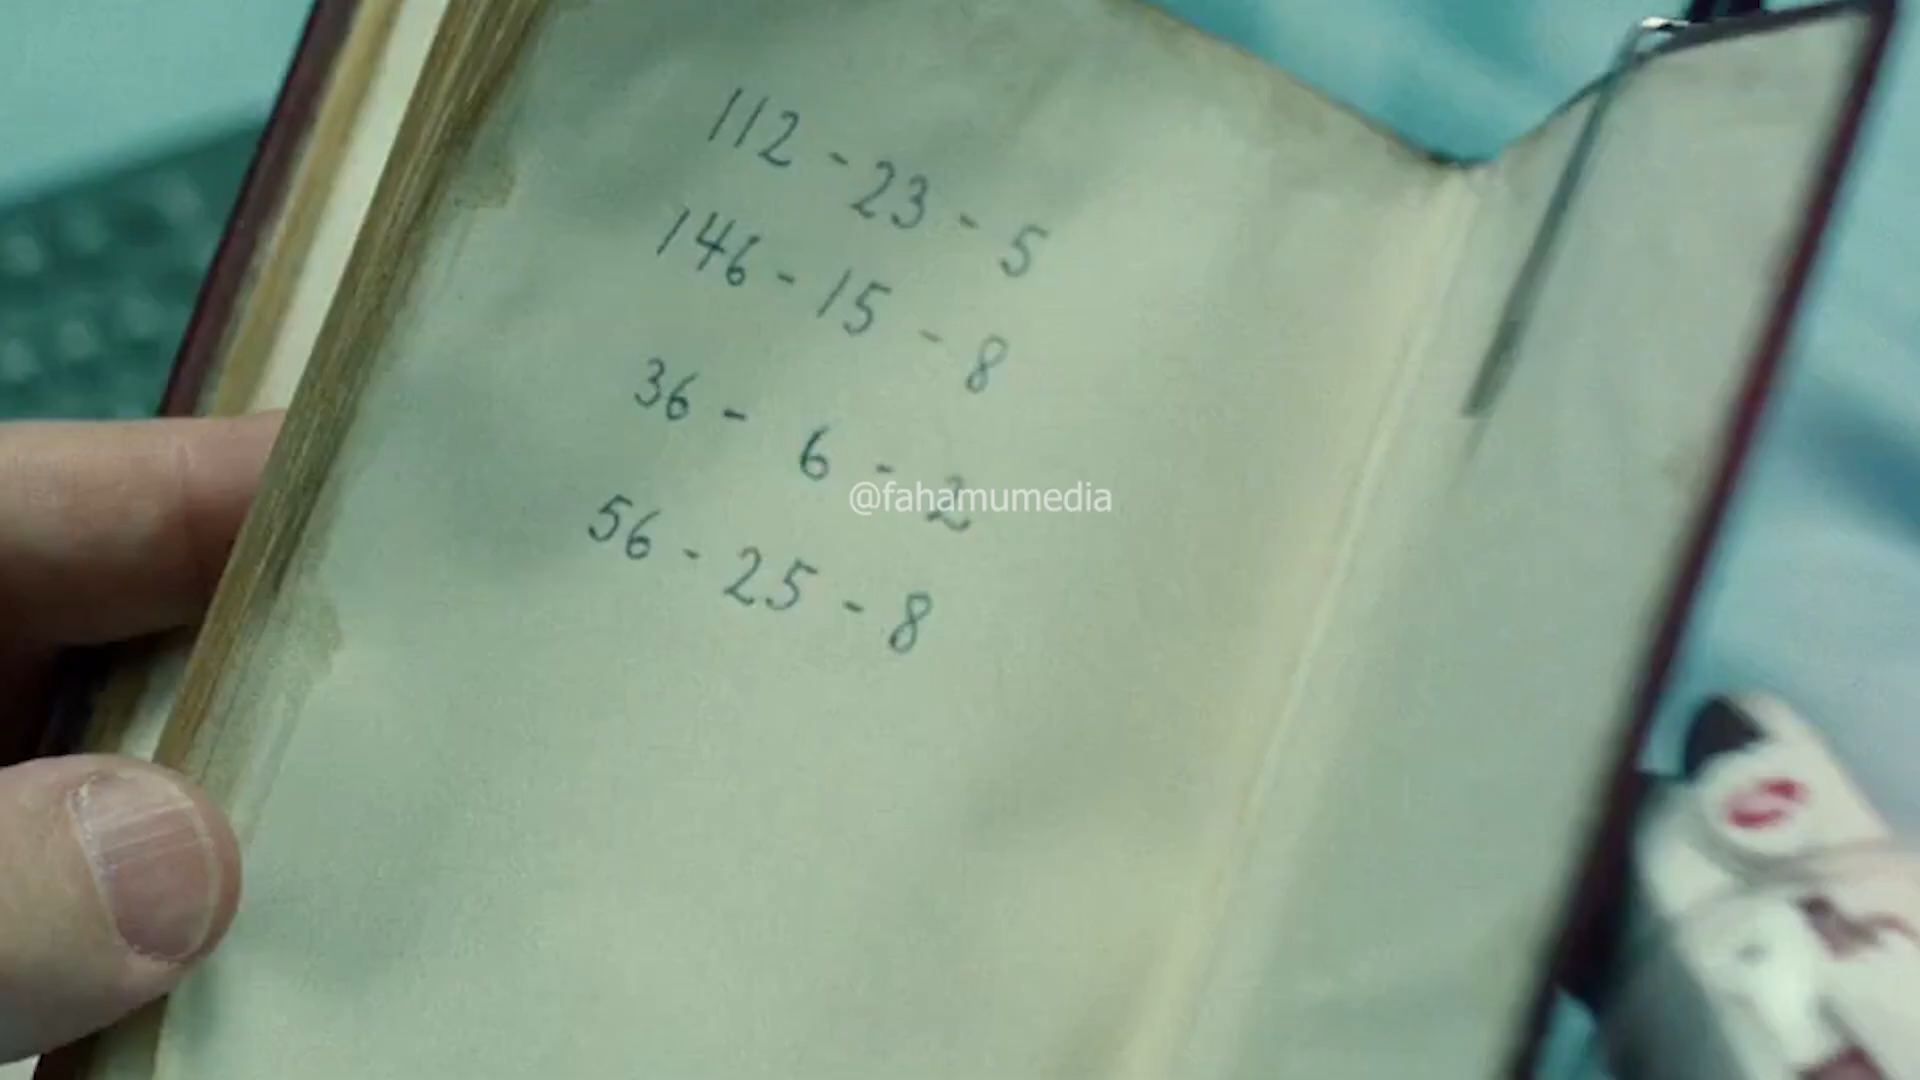 112 - 23 - 5
146 - 15 - 8
36 - 6 - 2
@fahamumedia
56 - 25 - 8